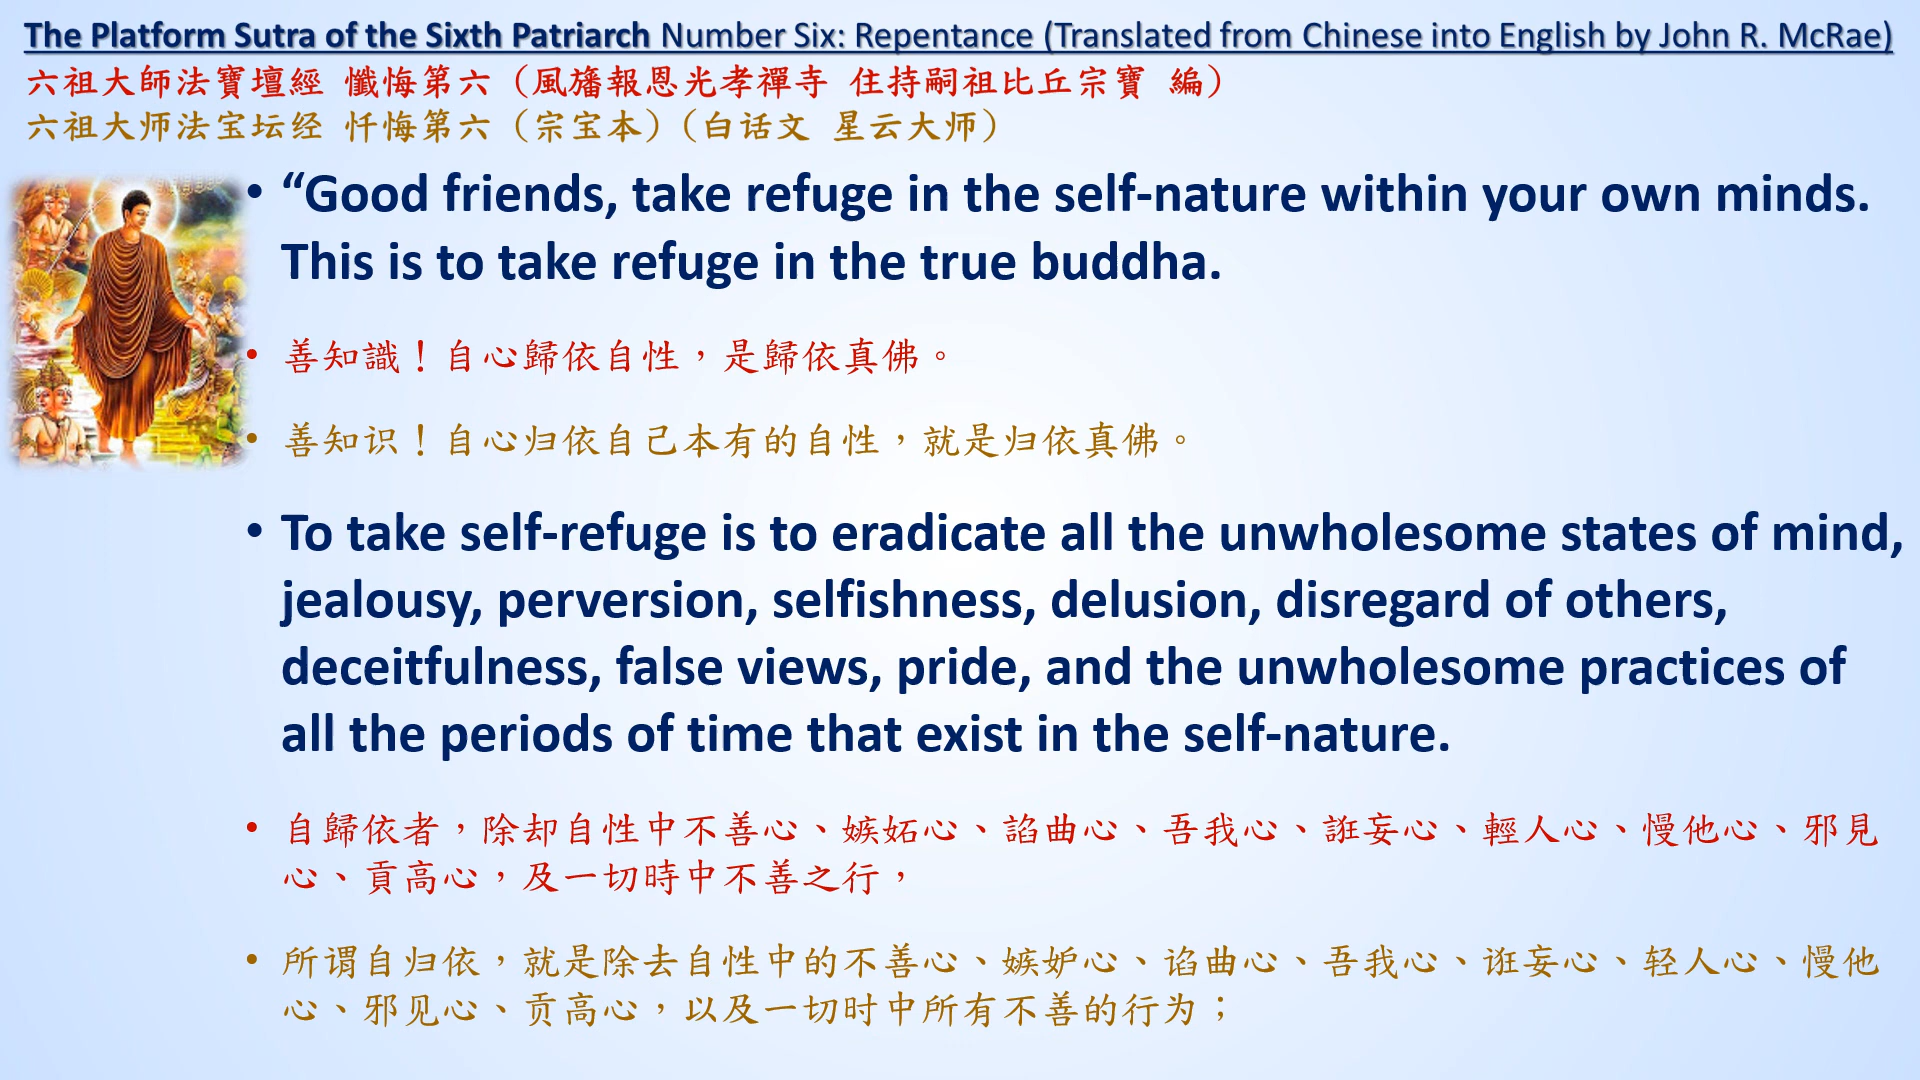 The Platform Sutra of the Sixth Patriarch Number Six: Repentance (Translated from Chinese into English by John R. McRae)
六祖大師法寶壇經 懺悔第六（風旛報恩光孝禪寺 住持嗣祖比丘宗寶 編）
六祖大师法宝坛经 忏悔第六（宗宝本）（白话文 星云大师）
• “Good friends, take refuge in the self-nature within your own minds.
This is to take refuge in the true buddha.
• 善知識！自心歸依自性，是歸依真佛。
• 善知识！自心归依自己本有的自性，就是归依真佛。
• To take self-refuge is to eradicate all the unwholesome states of mind,
jealousy, perversion, selfishness, delusion, disregard of others,
deceitfulness, false views, pride, and the unwholesome practices of
all the periods of time that exist in the self-nature.
• 自歸依者，除却自性中不善心、嫉妬心、諂曲心、吾我心、誑妄心、輕人心、慢他心、邪見
心、貢高心，及一切時中不善之行，
• 所谓自归依，就是除去自性中的不善心、嫉妒心、谄曲心、吾我心、诳妄心、轻人心、慢他
心、邪见心、贡高心，以及一切时中所有不善的行为；